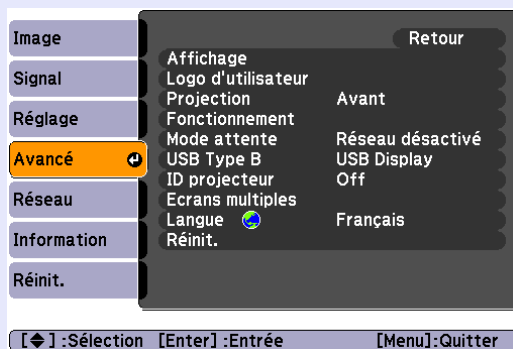 Image
Signal
Réglage
Avancé
Réseau
Information
Réinit.
Retour
Affichage
Logo d'utilisateur
Projection Avant
Fonctionnement
Mode attente Réseau désactivé
USB Type B USB Display
ID projecteur Off
Ecrans multiples
Langue Français
Réinit.
[◆] :Sélection [Enter] :Entrée [Menu]:Quitter